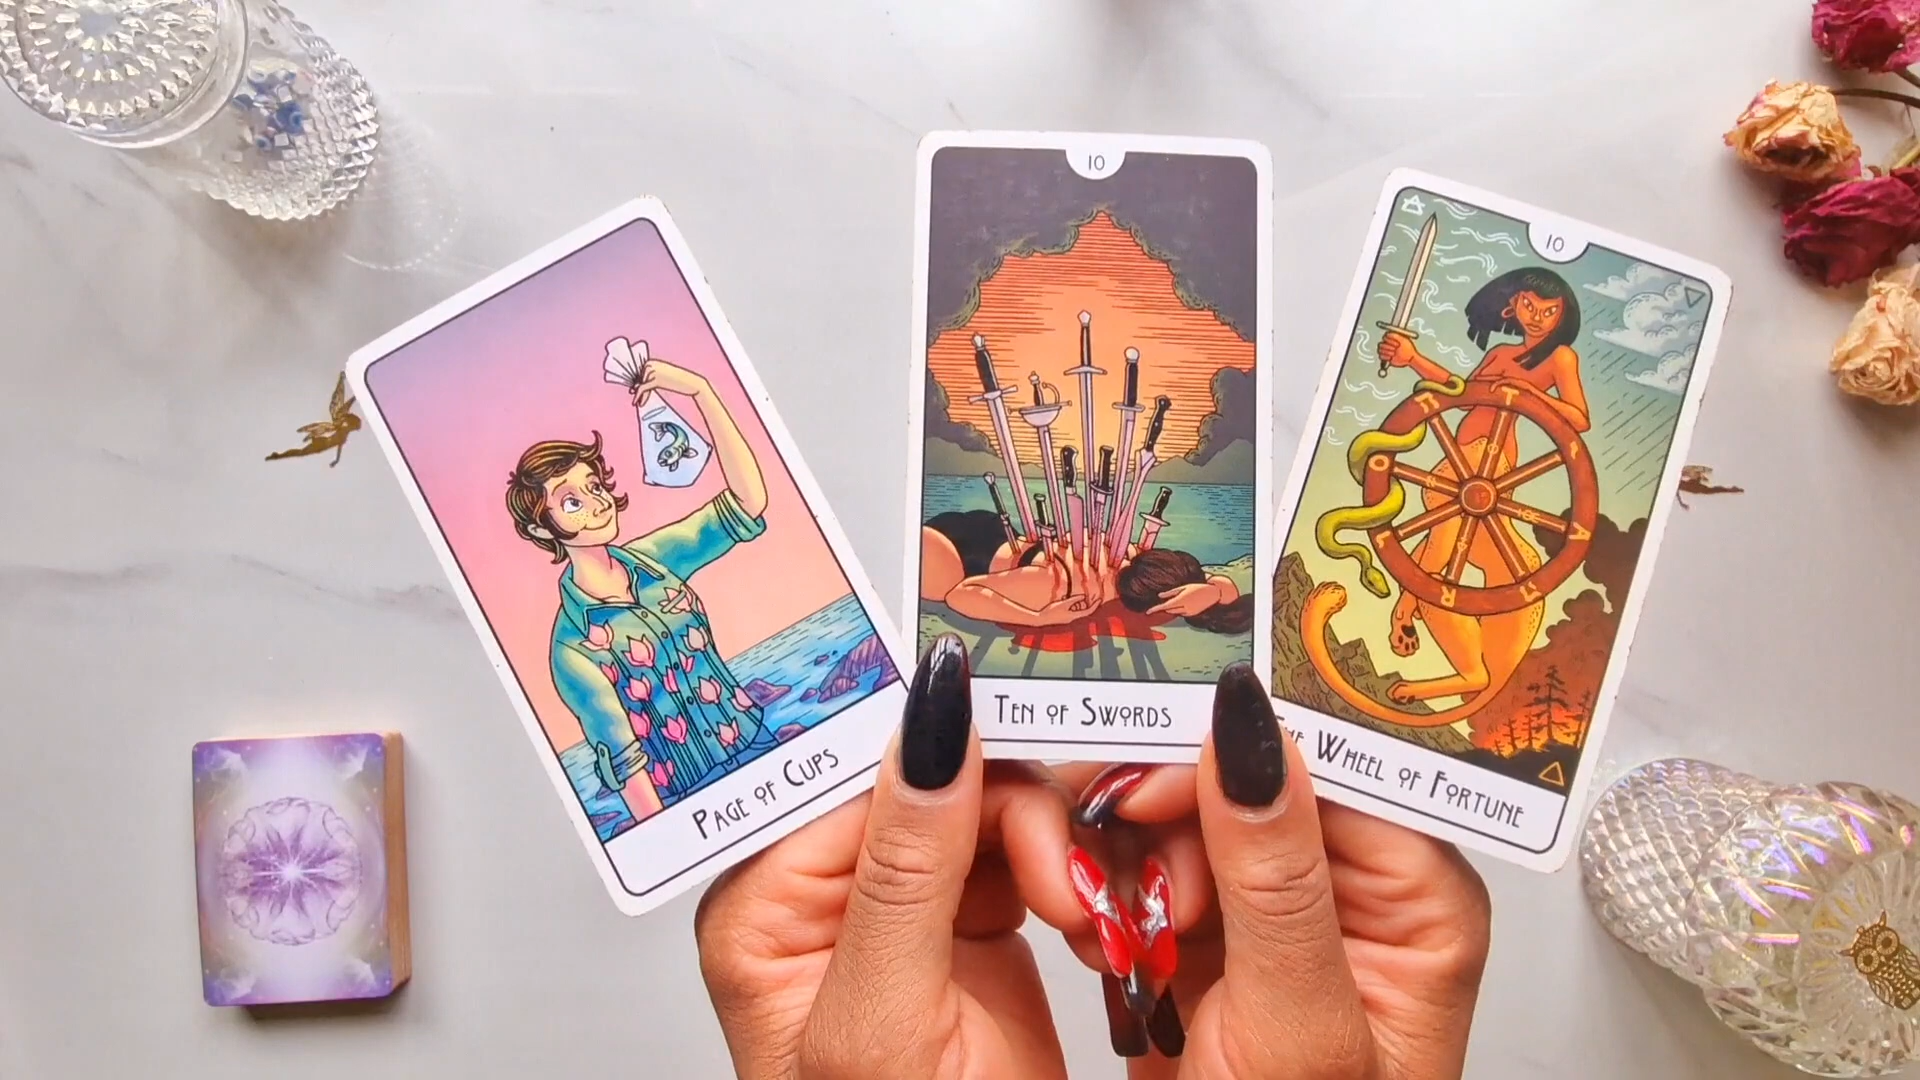 PAGE OF CUPS
10
TEN OF SWORDS
10
WHEEL OF FORTUNE